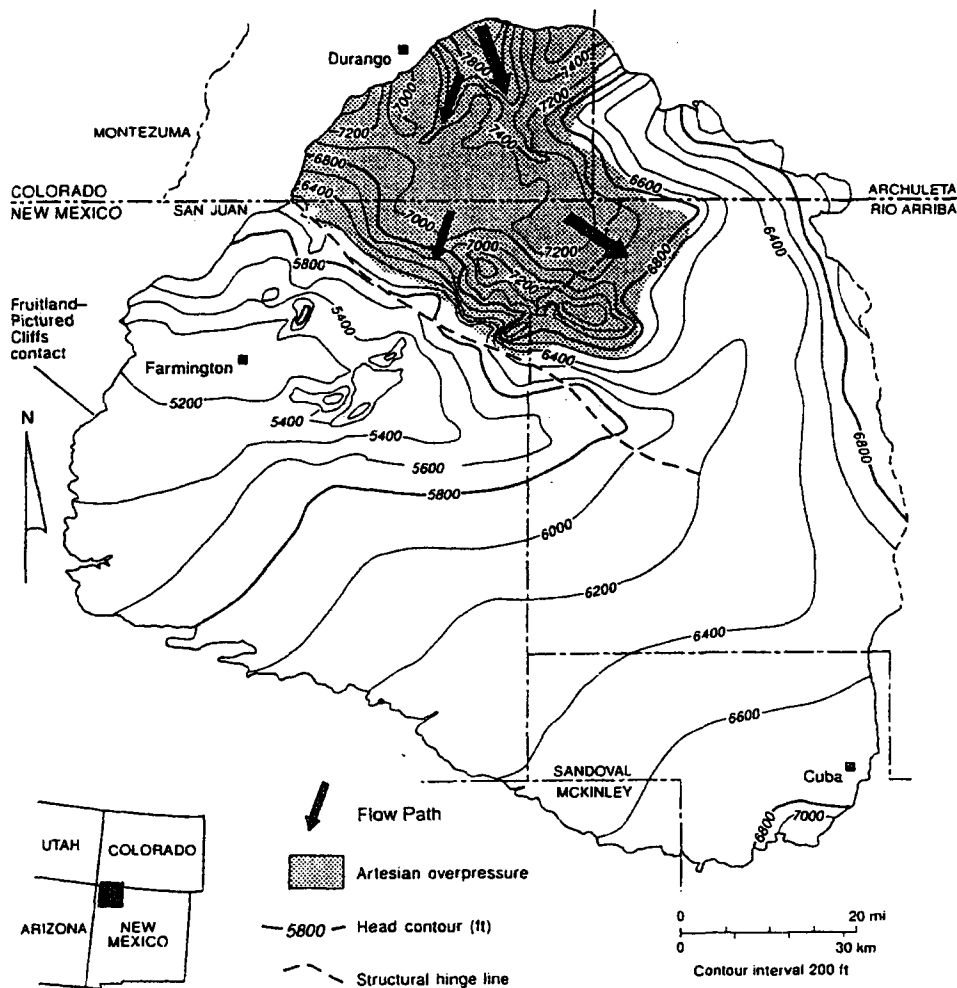 Durango
7800
7400
7000
7200
7200
7400
MONTEZUMA
6800
6400
6600
COLORADO
NEW MEXICO
SAN JUAN
ARCHULETA
RIO ARRIBA
7000
7000
7200
6800
6400
5800
7200
Fruitland–
Pictured
Cliffs
contact
5400
6400
Farmington
5200
6800
N
5400
5400
5600
5800
6000
6200
6400
6600
SANDOVAL
MCKINLEY
Cuba
6800
7000
Flow Path
UTAH
COLORADO
Artesian overpressure
ARIZONA
NEW
MEXICO
5800
Head contour (ft)
Structural hinge line
0
20 mi
0
30 km
Contour interval 200 ft